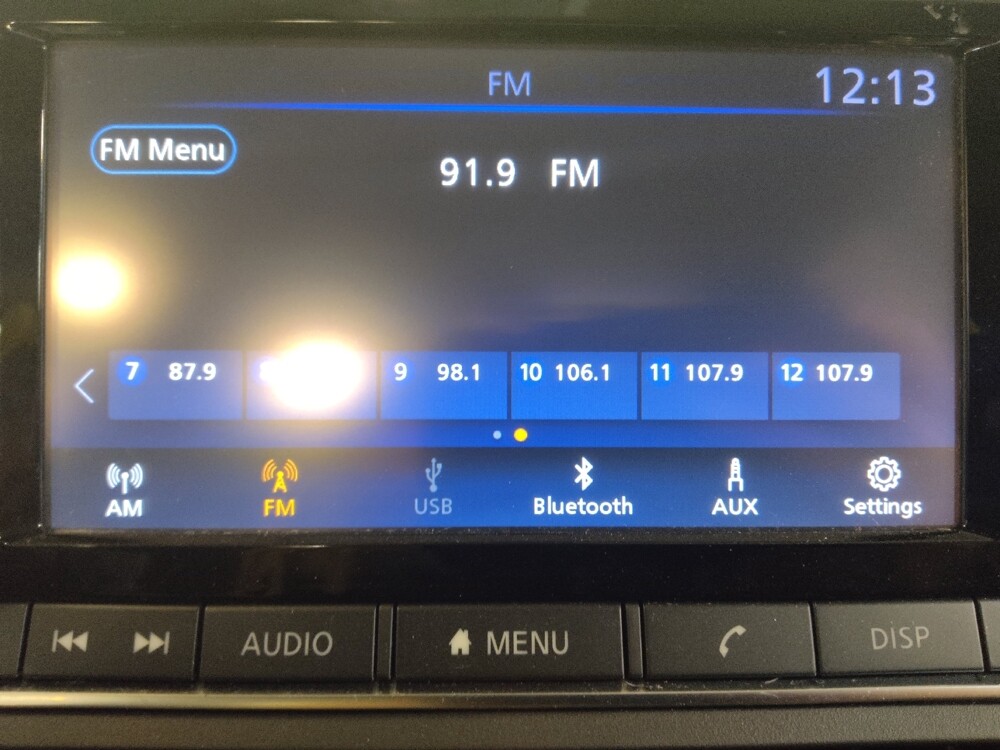 FM 12:13
FM Menu
91.9 FM
7 87.9 9 98.1 10 106.1 11 107.9 12 107.9
AM FM USB Bluetooth AUX Settings
AUDIO MENU DISP